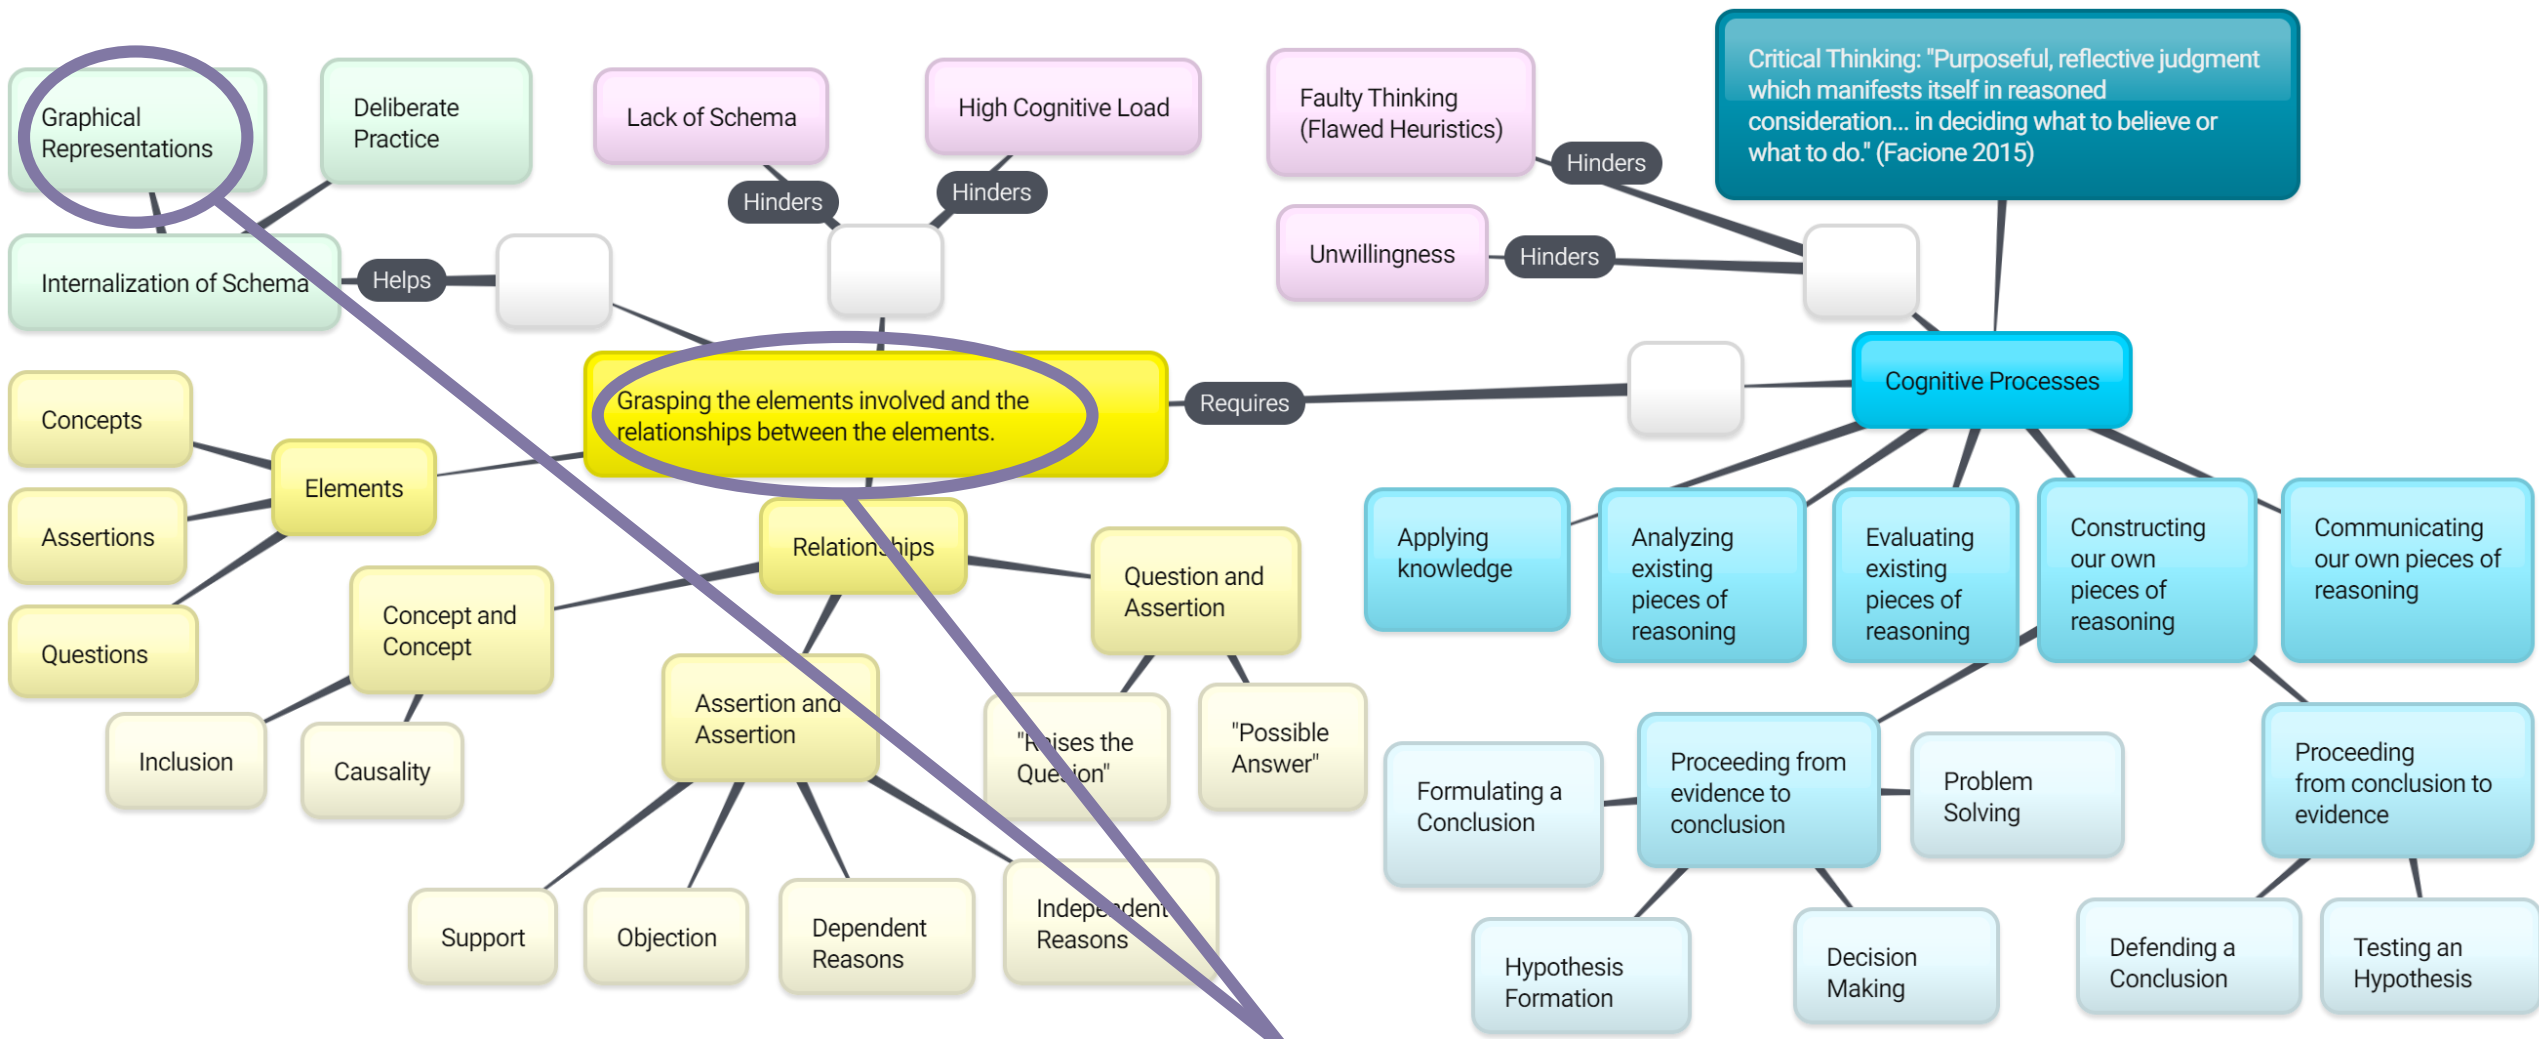 Graphical
Representations
Deliberate
Practice
Lack of Schema
High Cognitive Load
Faulty Thinking
(Flawed Heuristics)
Critical Thinking: "Purposeful, reflective judgment
which manifests itself in reasoned
consideration... in deciding what to believe or
what to do." (Facione 2015)
Hinders
Hinders
Hinders
Internalization of Schema
Helps
Unwillingness
Hinders
Grasping the elements involved and the
relationships between the elements.
Requires
Cognitive Processes
Concepts
Assertions
Questions
Elements
Relationships
Concept and
Concept
Inclusion
Causality
Assertion and
Assertion
Question and
Assertion
"Raises the
Quesion"
"Possible
Answer"
Support
Objection
Dependent
Reasons
Independent
Reasons
Applying
knowledge
Analyzing
existing
pieces of
reasoning
Evaluating
existing
pieces of
reasoning
Constructing
our own
pieces of
reasoning
Communicating
our own pieces of
reasoning
Formulating a
Conclusion
Proceeding from
evidence to
conclusion
Problem
Solving
Proceeding
from conclusion to
evidence
Hypothesis
Formation
Decision
Making
Defending a
Conclusion
Testing an
Hypothesis